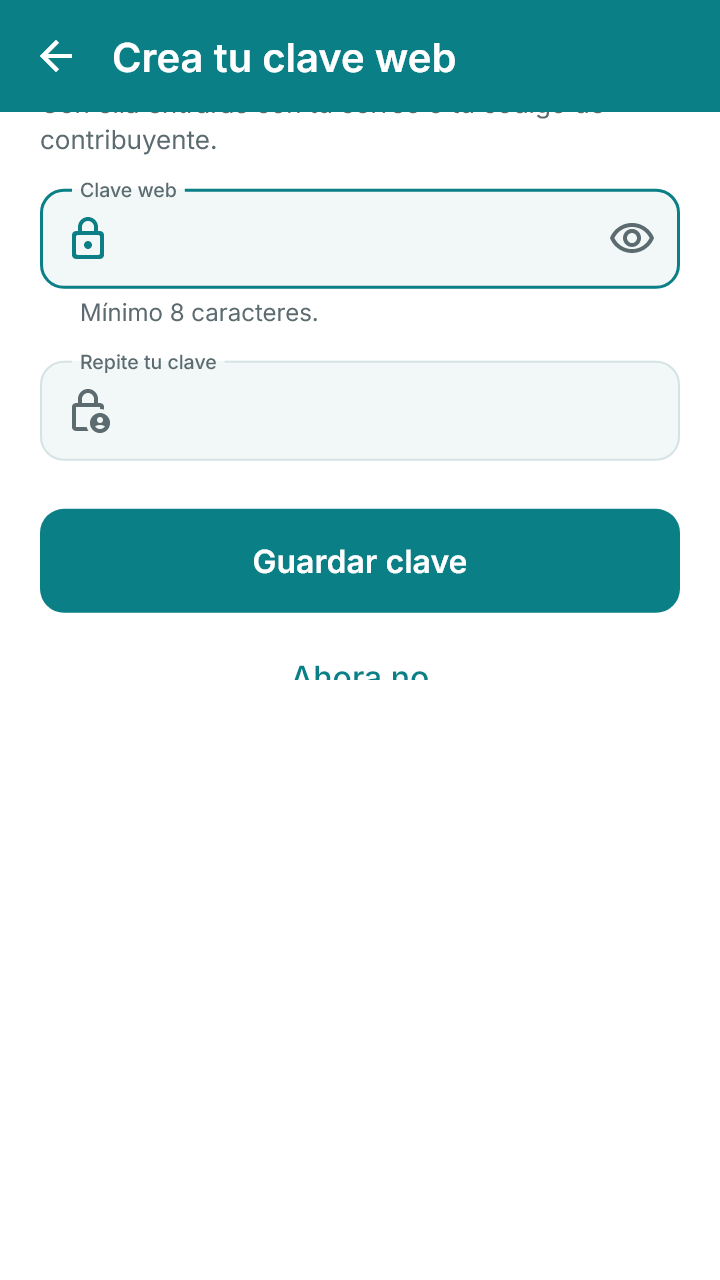 Crea tu clave web
contribuyente.
Clave web
Mínimo 8 caracteres.
Repite tu clave
Guardar clave
Ahora no